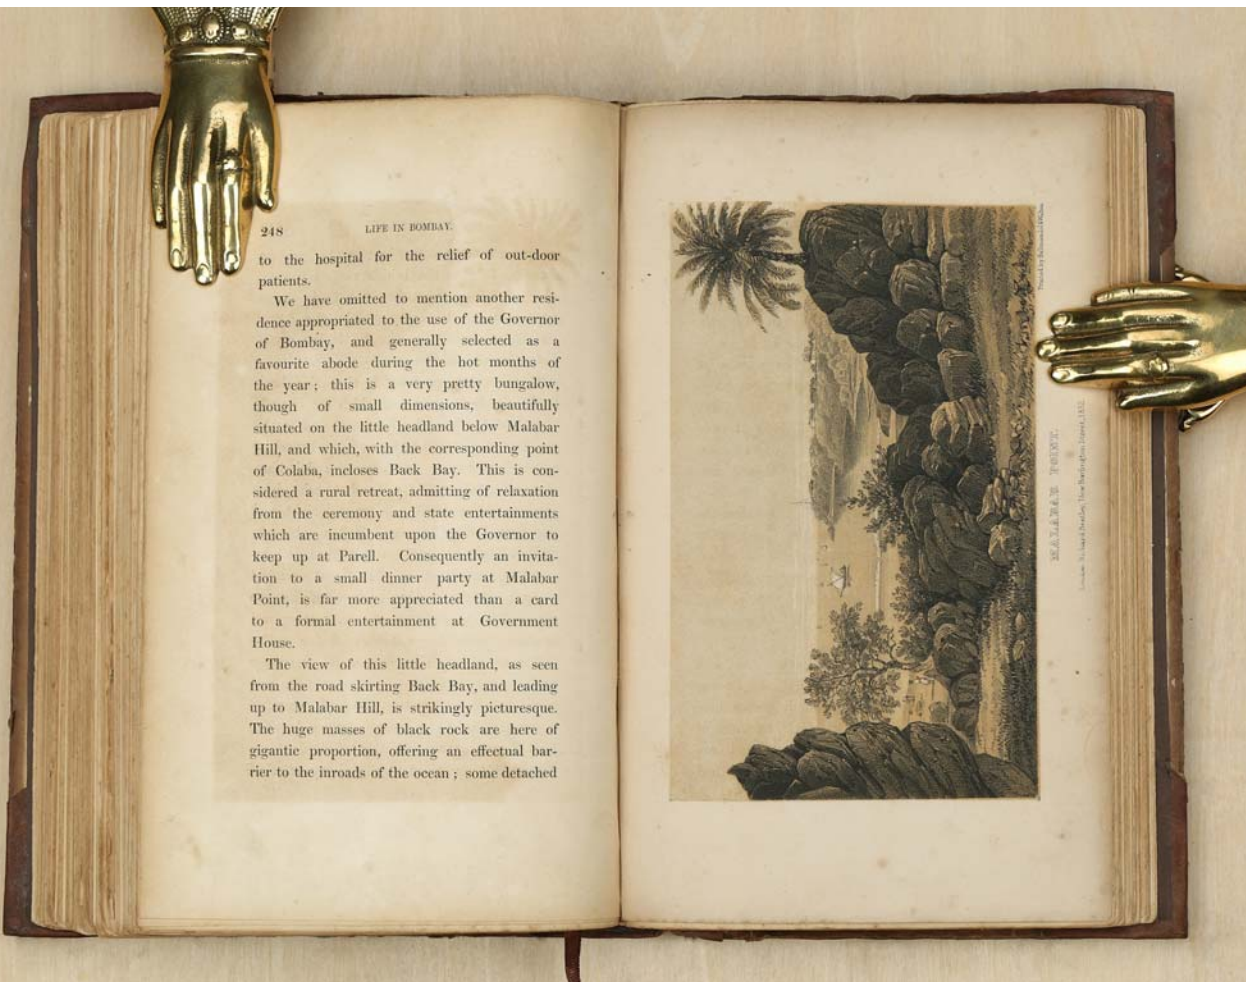 248 LIFE IN BOMBAY.
to the hospital for the relief of out-door
patients.
We have omitted to mention another resi-
dence appropriated to the use of the Governor
of Bombay, and generally selected as a
favourite abode during the hot months of
the year ; this is a very pretty bungalow,
though of small dimensions, beautifully
situated on the little headland below Malabar
Hill, and which, with the corresponding point
of Colaba, incloses Back Bay. This is con-
sidered a rural retreat, admitting of relaxation
from the ceremony and state entertainments
which are incumbent upon the Governor to
keep up at Parell. Consequently an invita-
tion to a small dinner party at Malabar
Point, is far more appreciated than a card
to a formal entertainment at Government
House.
The view of this little headland, as seen
from the road skirting Back Bay, and leading
up to Malabar Hill, is strikingly picturesque.
The huge masses of black rock are here of
gigantic proportion, offering an effectual bar-
rier to the inroads of the ocean ; some detached
MALABAR POINT.
London: Richard Bentley, New Burlington Street, 1852.